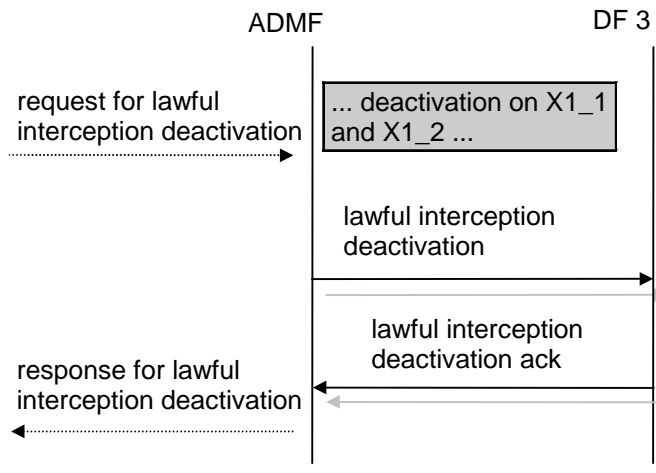 ADMF
DF 3
request for lawful
interception deactivation
... deactivation on X1_1
and X1_2 ...
lawful interception
deactivation
lawful interception
deactivation ack
response for lawful
interception deactivation